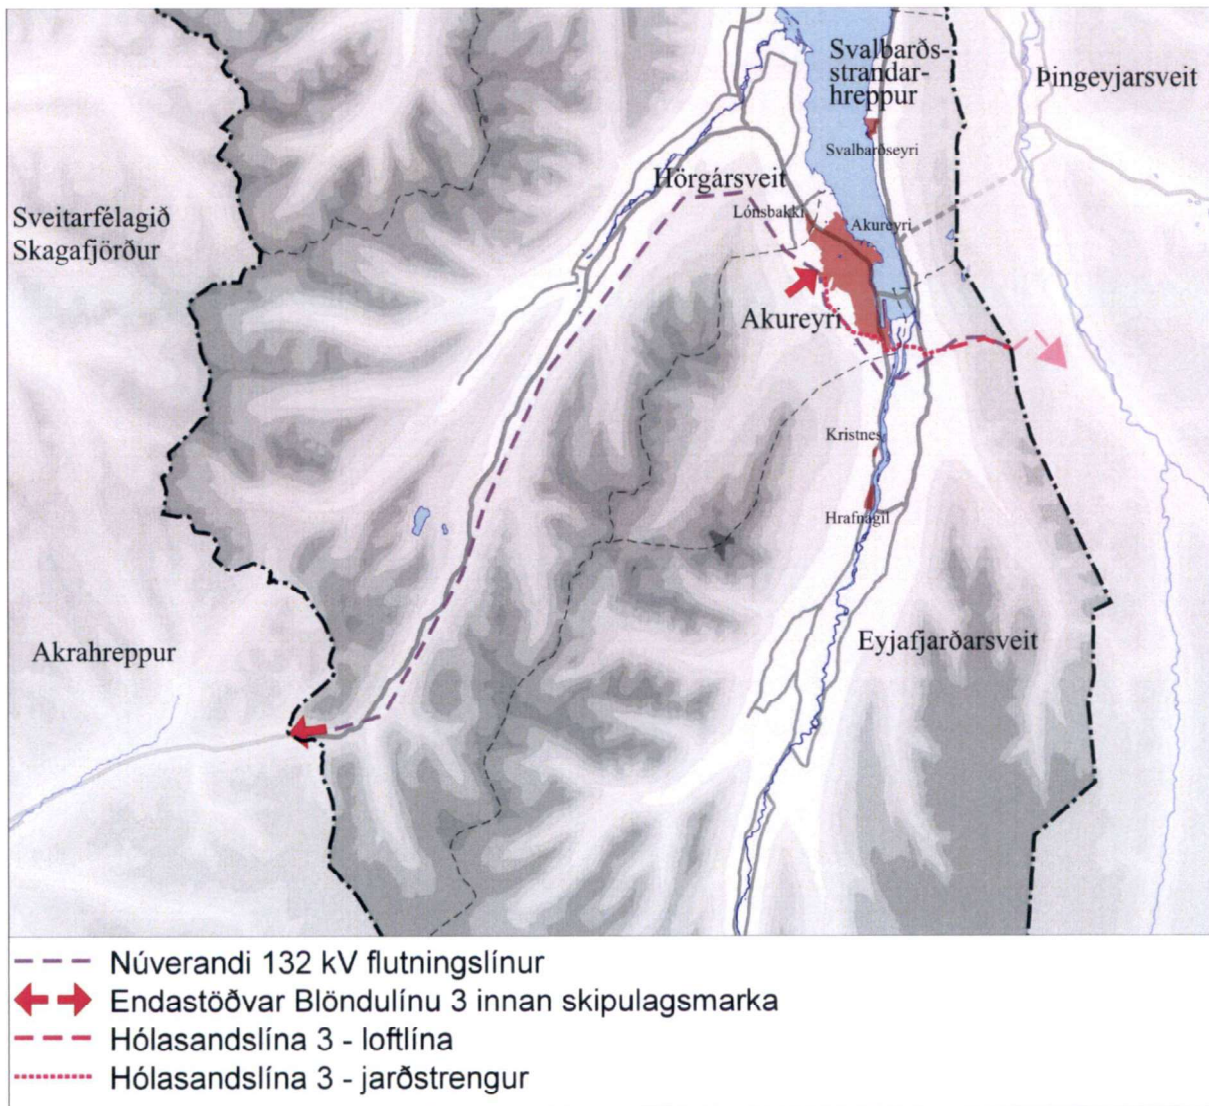 Svalbarðs-
strandar-
hreppur
Þingeyjarsveit
Svalbarðseyri
Hörgársveit
Sveitarfélagið
Skagafjörður
Lónsbakki
Akureyri
Akureyri
Kristnes
Hrafnagil
Akrahreppur
Eyjafjarðarsveit
Núverandi 132 kV flutningslínur
Endastöðvar Blöndulínu 3 innan skipulagsmarka
Hólasandslína 3 - loftlína
Hólasandslína 3 - jarðstrengur